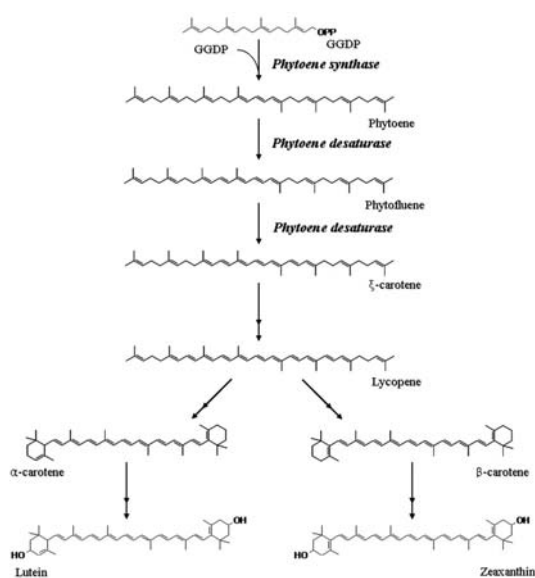 OPP
GGDP
GGDP
Phytoene synthase
Phytoene
Phytoene desaturase
Phytofluene
Phytoene desaturase
ξ-carotene
Lycopene
α-carotene
β-carotene
OH
OH
HO
HO
Lutein
Zeaxanthin